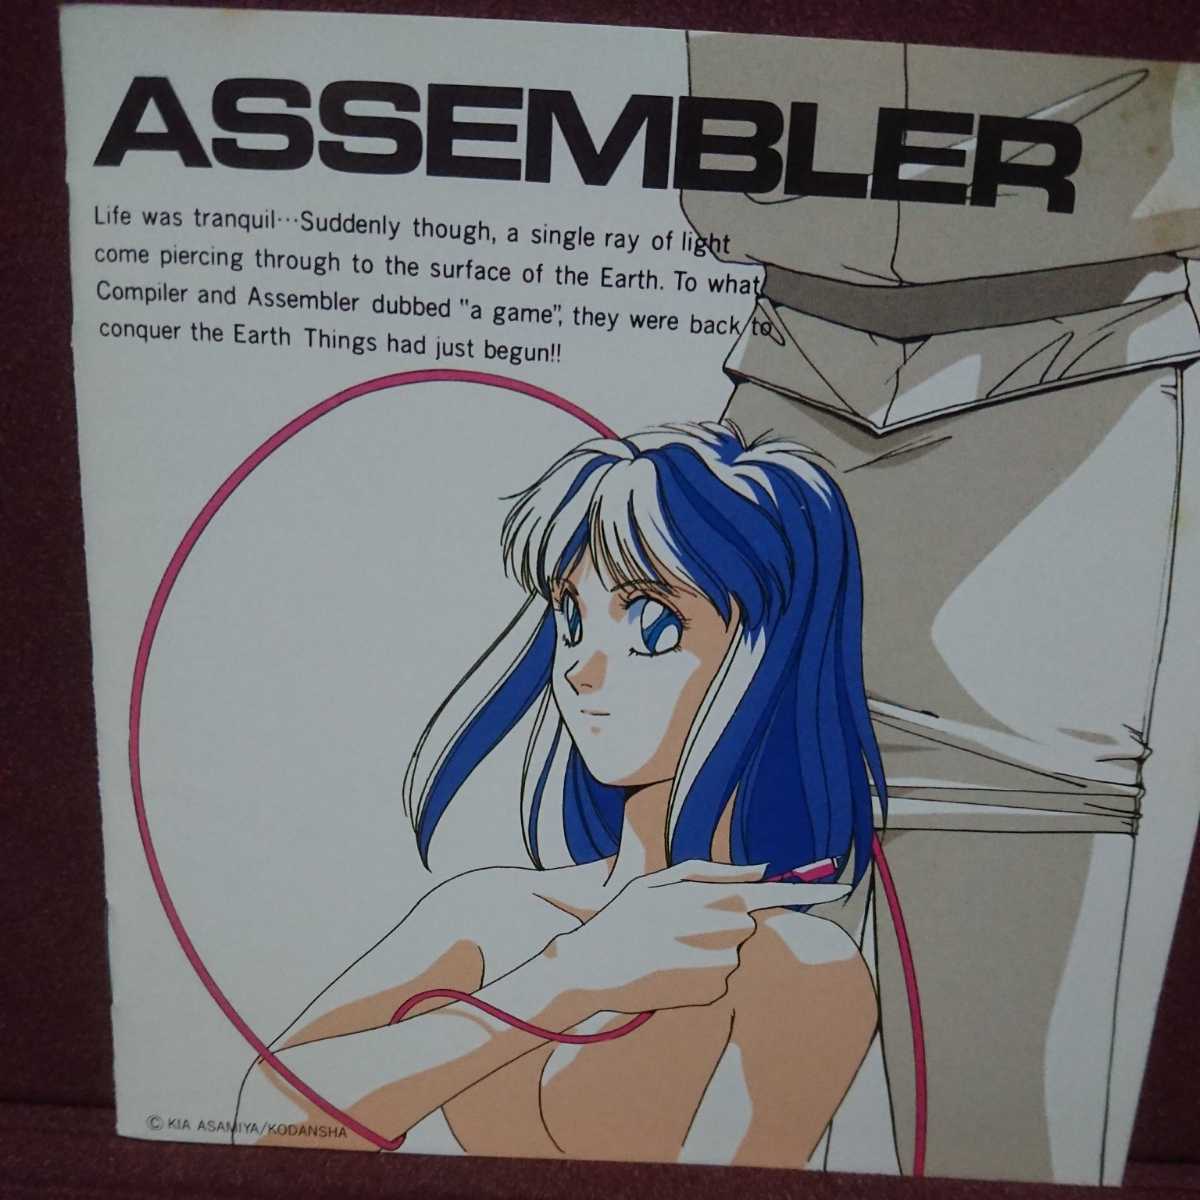 ASSEMBLER
Life was tranquil…Suddenly though, a single ray of light
come piercing through to the surface of the Earth. To what
Compiler and Assembler dubbed "a game", they were back to
conquer the Earth Things had just begun!!
© KIA ASAMIYA/KODANSHA